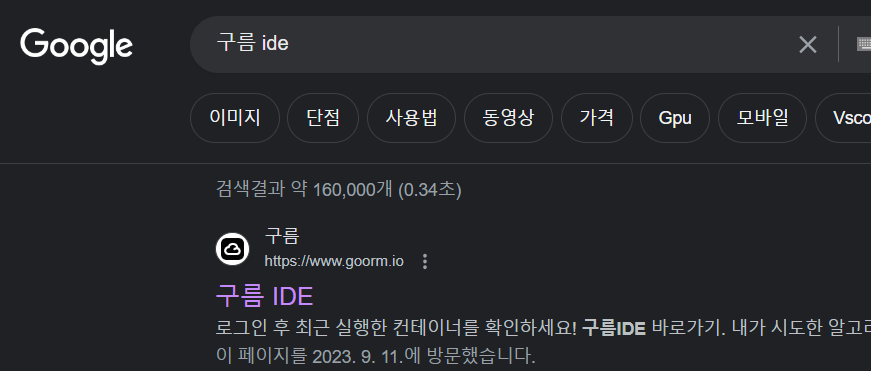 Google
구름 ide
이미지 단점 사용법 동영상 가격 Gpu 모바일 Vsco
검색결과 약 160,000개 (0.34초)
구름
https://www.goorm.io
구름 IDE
로그인 후 최근 실행한 컨테이너를 확인하세요! 구름IDE 바로가기. 내가 시도한 알고리
이 페이지를 2023. 9. 11.에 방문했습니다.